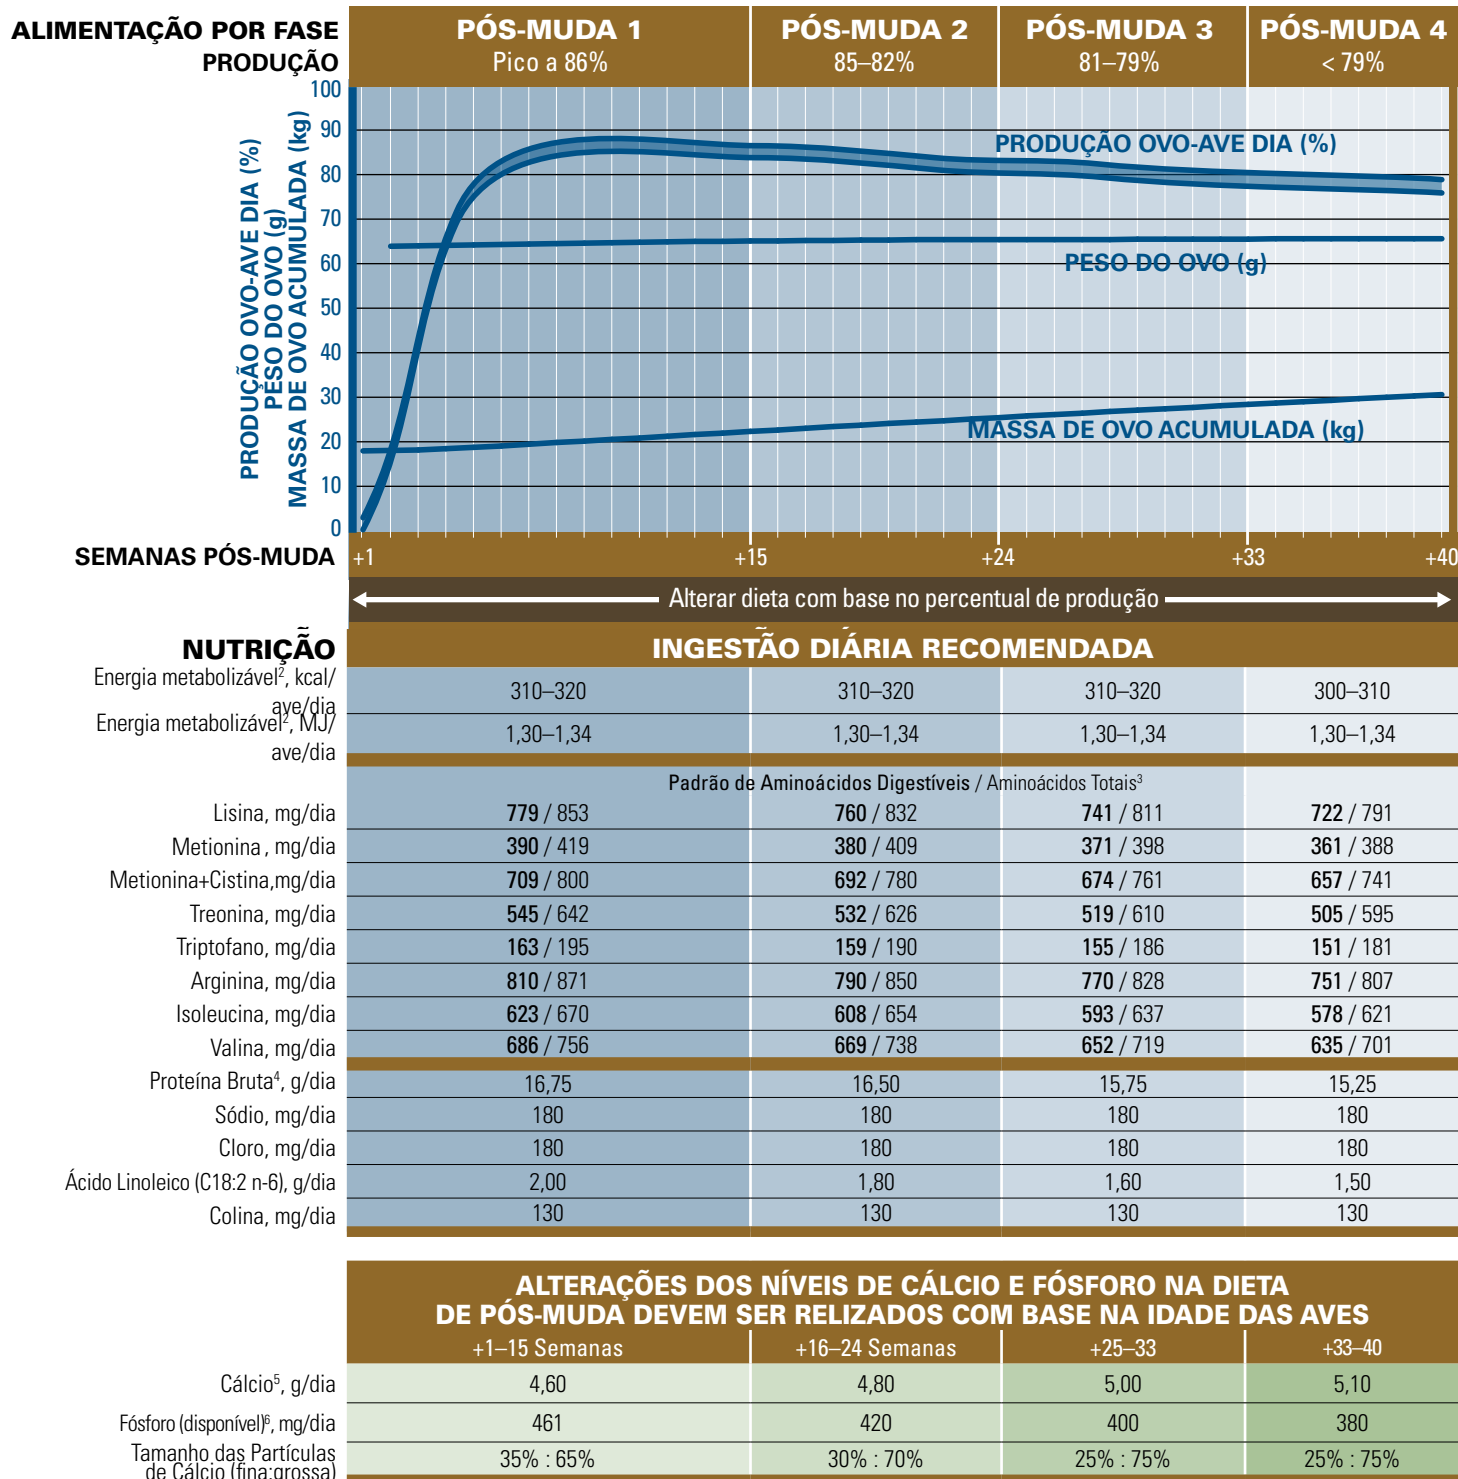 ALIMENTAÇÃO POR FASE PÓS-MUDA 1 PÓS-MUDA 2 PÓS-MUDA 3 PÓS-MUDA 4
PRODUÇÃO Pico a 86% 85–82% 81–79% < 79%
PRODUÇÃO OVO-AVE DIA (%)
PESO DO OVO (g)
MASSA DE OVO ACUMULADA (kg)
100
90
80
70
60
50
40
30
20
10
0
PRODUÇÃO OVO-AVE DIA (%)
PESO DO OVO (g)
MASSA DE OVO ACUMULADA (kg)
SEMANAS PÓS-MUDA +1 +15 +24 +33 +40
Alterar dieta com base no percentual de produção
NUTRIÇÃO INGESTÃO DIÁRIA RECOMENDADA
Energia metabolizável², kcal/
ave/dia 310–320 310–320 310–320 300–310
Energia metabolizável², MJ/
ave/dia 1,30–1,34 1,30–1,34 1,30–1,34 1,30–1,34
Padrão de Aminoácidos Digestíveis / Aminoácidos Totais³
Lisina, mg/dia 779 / 853 760 / 832 741 / 811 722 / 791
Metionina , mg/dia 390 / 419 380 / 409 371 / 398 361 / 388
Metionina+Cistina,mg/dia 709 / 800 692 / 780 674 / 761 657 / 741
Treonina, mg/dia 545 / 642 532 / 626 519 / 610 505 / 595
Triptofano, mg/dia 163 / 195 159 / 190 155 / 186 151 / 181
Arginina, mg/dia 810 / 871 790 / 850 770 / 828 751 / 807
Isoleucina, mg/dia 623 / 670 608 / 654 593 / 637 578 / 621
Valina, mg/dia 686 / 756 669 / 738 652 / 719 635 / 701
Proteína Bruta⁴, g/dia 16,75 16,50 15,75 15,25
Sódio, mg/dia 180 180 180 180
Cloro, mg/dia 180 180 180 180
Ácido Linoleico (C18:2 n-6), g/dia 2,00 1,80 1,60 1,50
Colina, mg/dia 130 130 130 130
ALTERAÇÕES DOS NÍVEIS DE CÁLCIO E FÓSFORO NA DIETA
DE PÓS-MUDA DEVEM SER RELIZADOS COM BASE NA IDADE DAS AVES
+1–15 Semanas +16–24 Semanas +25–33 +33–40
Cálcio⁵, g/dia 4,60 4,80 5,00 5,10
Fósforo (disponível)⁶, mg/dia 461 420 400 380
Tamanho das Partículas
de Cálcio (fina:grossa) 35% : 65% 30% : 70% 25% : 75% 25% : 75%